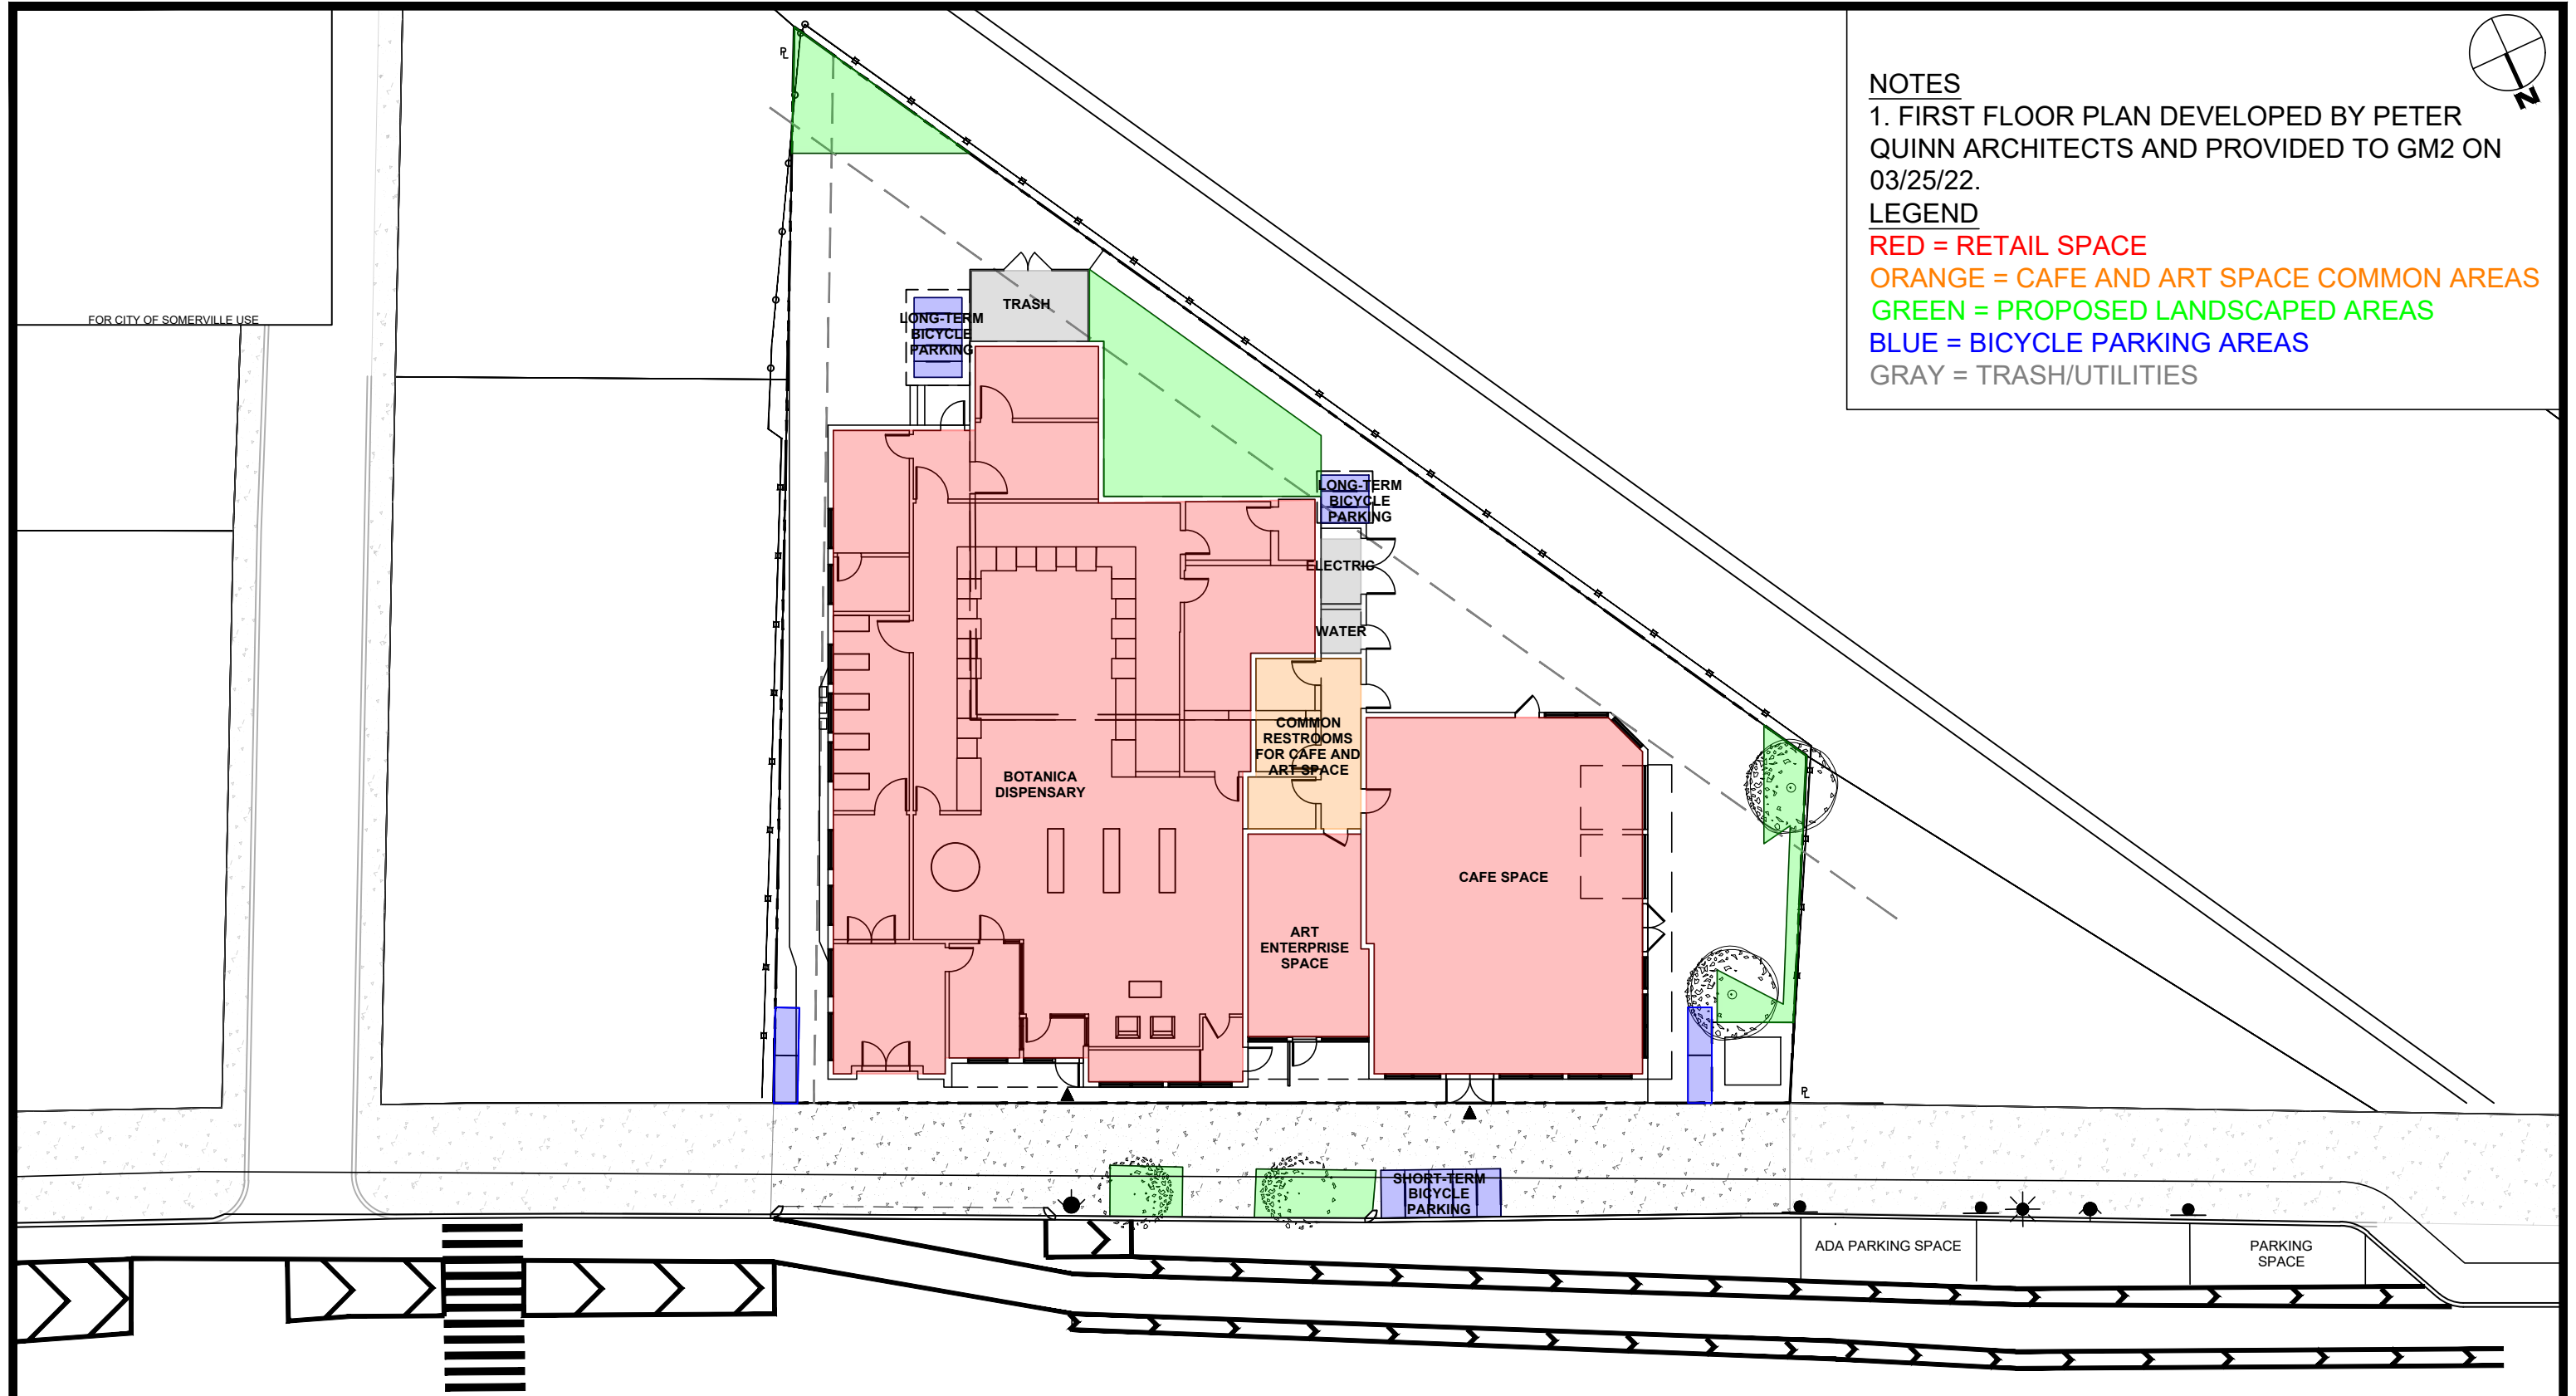 NOTES
1. FIRST FLOOR PLAN DEVELOPED BY PETER
QUINN ARCHITECTS AND PROVIDED TO GM2 ON
03/25/22.
LEGEND
RED = RETAIL SPACE
ORANGE = CAFE AND ART SPACE COMMON AREAS
GREEN = PROPOSED LANDSCAPED AREAS
BLUE = BICYCLE PARKING AREAS
GRAY = TRASH/UTILITIES
N
PL
FOR CITY OF SOMERVILLE USE
TRASH
LONG-TERM
BICYCLE
PARKING
LONG-TERM
BICYCLE
PARKING
ELECTRIC
WATER
COMMON
RESTROOMS
FOR CAFE AND
ART SPACE
BOTANICA
DISPENSARY
CAFE SPACE
ART
ENTERPRISE
SPACE
PL
SHORT-TERM
BICYCLE
PARKING
ADA PARKING SPACE
PARKING
SPACE